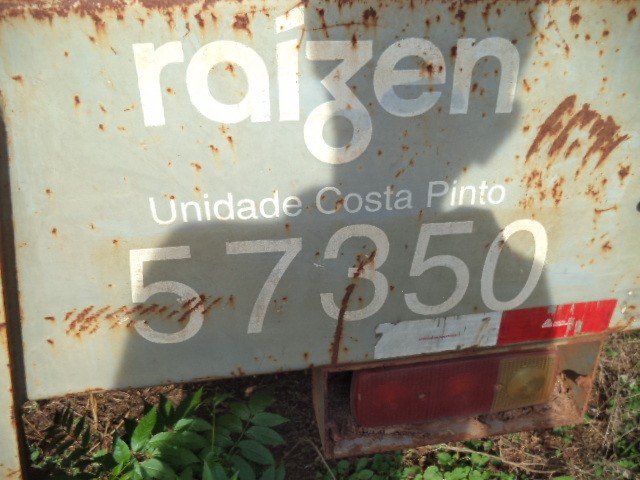 raízen
Unidade Costa Pinto
57350